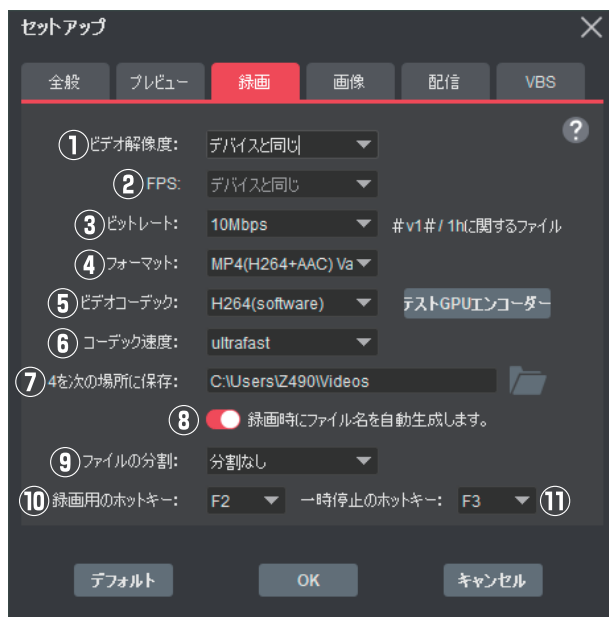 セットアップ
全般 プレビュー 録画 画像 配信 VBS
?
① ビデオ解像度: デバイスと同じ
② FPS: デバイスと同じ
③ ビットレート: 10Mbps #v1#/ 1hに関するファイル
④ フォーマット: MP4(H264+AAC) Va
⑤ ビデオコーデック: H264(software) テストGPUエンコーダー
⑥ コーデック速度: ultrafast
⑦ 4を次の場所に保存: C:\Users\Z490\Videos
⑧ 録画時にファイル名を自動生成します。
⑨ ファイルの分割: 分割なし
⑩ 録画用のホットキー: F2 一時停止のホットキー: F3 ⑪
デフォルト OK キャンセル